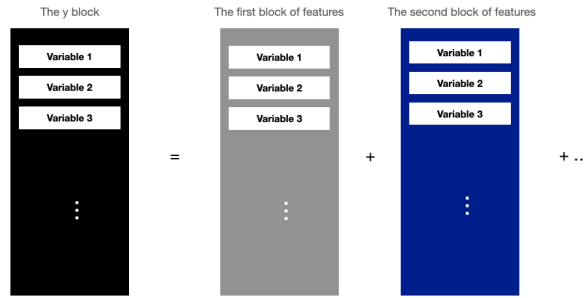 The y block
The first block of features
The second block of features
Variable 1
Variable 2
Variable 3
⋮
=
Variable 1
Variable 2
Variable 3
⋮
+
Variable 1
Variable 2
Variable 3
⋮
+ ..